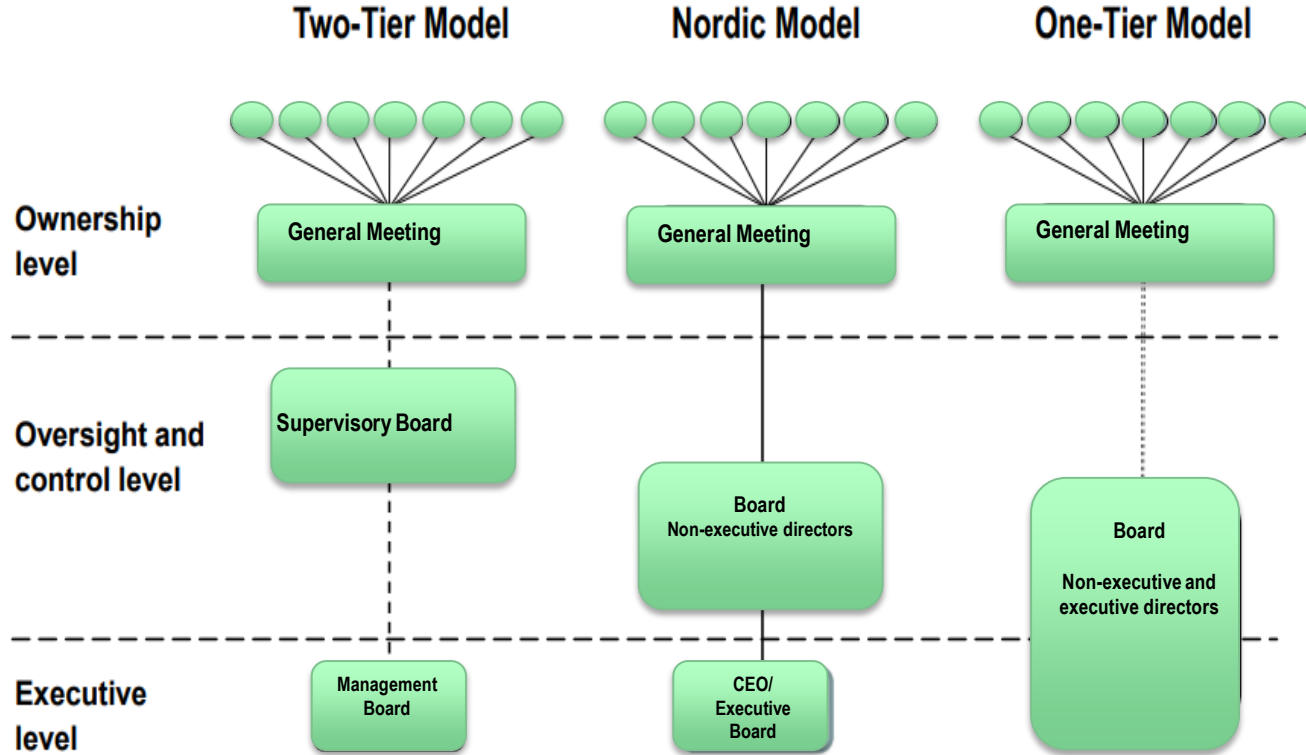 Two-Tier Model
Nordic Model
One-Tier Model
Ownership
level
General Meeting
General Meeting
General Meeting
Oversight and
control level
Supervisory Board
Board
Non-executive directors
Board
Non-executive and
executive directors
Executive
level
Management
Board
CEO/
Executive
Board